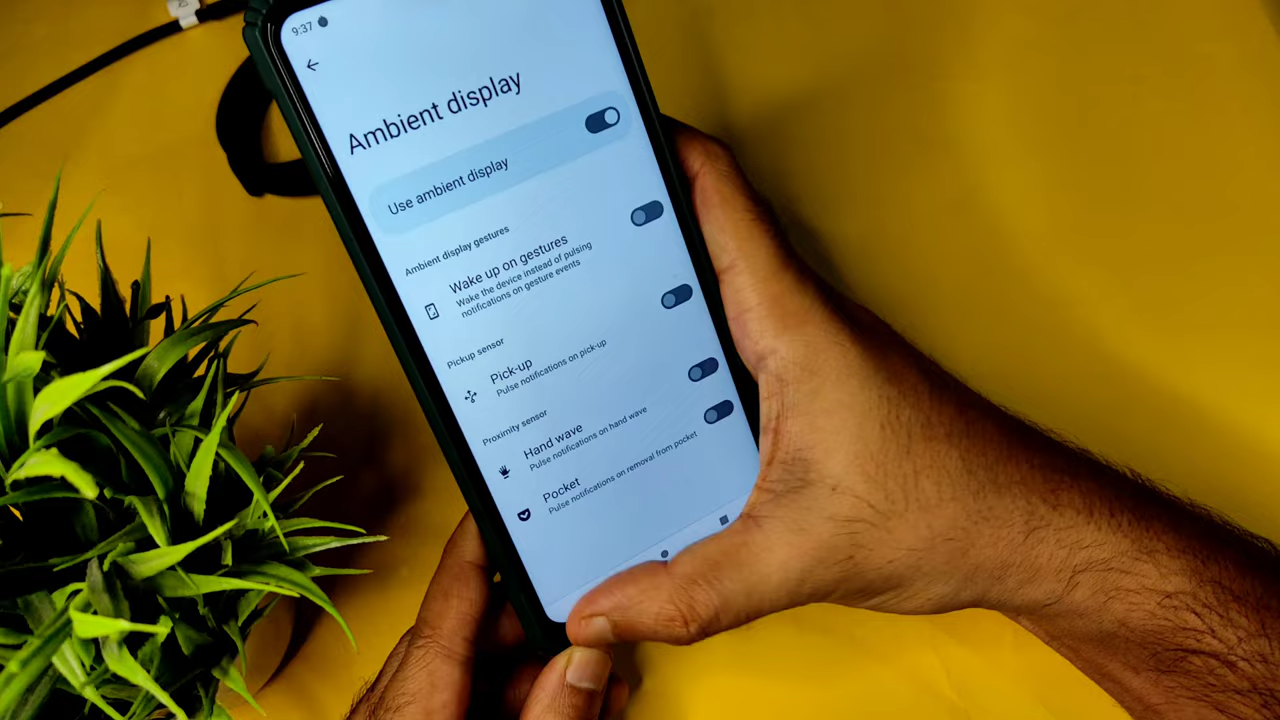 9:37
Ambient display
Use ambient display
Ambient display gestures
Wake up on gestures
Wake the device instead of pulsing
notifications on gesture events
Pickup sensor
Pick-up
Pulse notifications on pick-up
Proximity sensor
Hand wave
Pulse notifications on hand wave
Pocket
Pulse notifications on removal from pocket